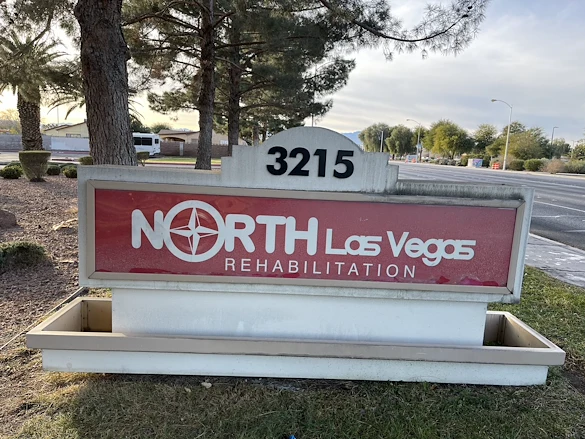 3215
NORTH Las Vegas
REHABILITATION